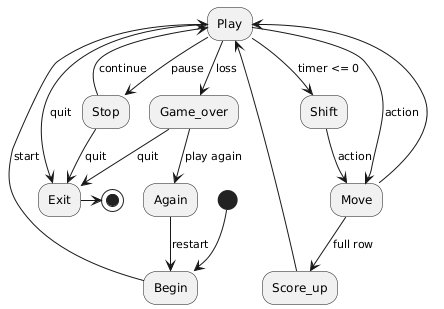 Play
continue
pause
loss
timer <= 0
Stop
Game_over
Shift
quit
action
start
quit
quit
play again
action
Exit
Again
Move
restart
full row
Begin
Score_up